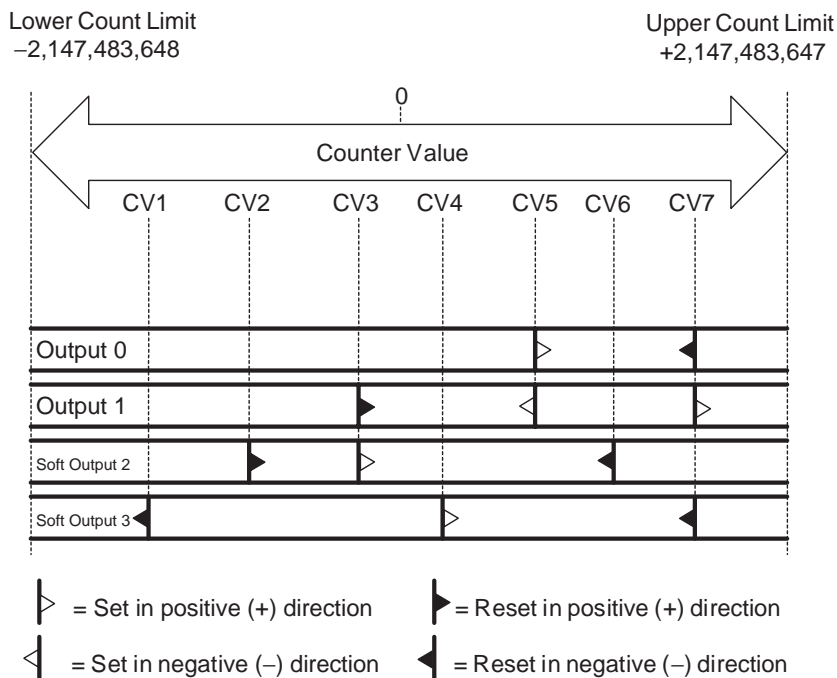 Lower Count Limit
−2,147,483,648
Upper Count Limit
+2,147,483,647
0
Counter Value
CV1 CV2 CV3 CV4 CV5 CV6 CV7
Output 0
Output 1
Soft Output 2
Soft Output 3
= Set in positive (+) direction
= Reset in positive (+) direction
= Set in negative (−) direction
= Reset in negative (−) direction